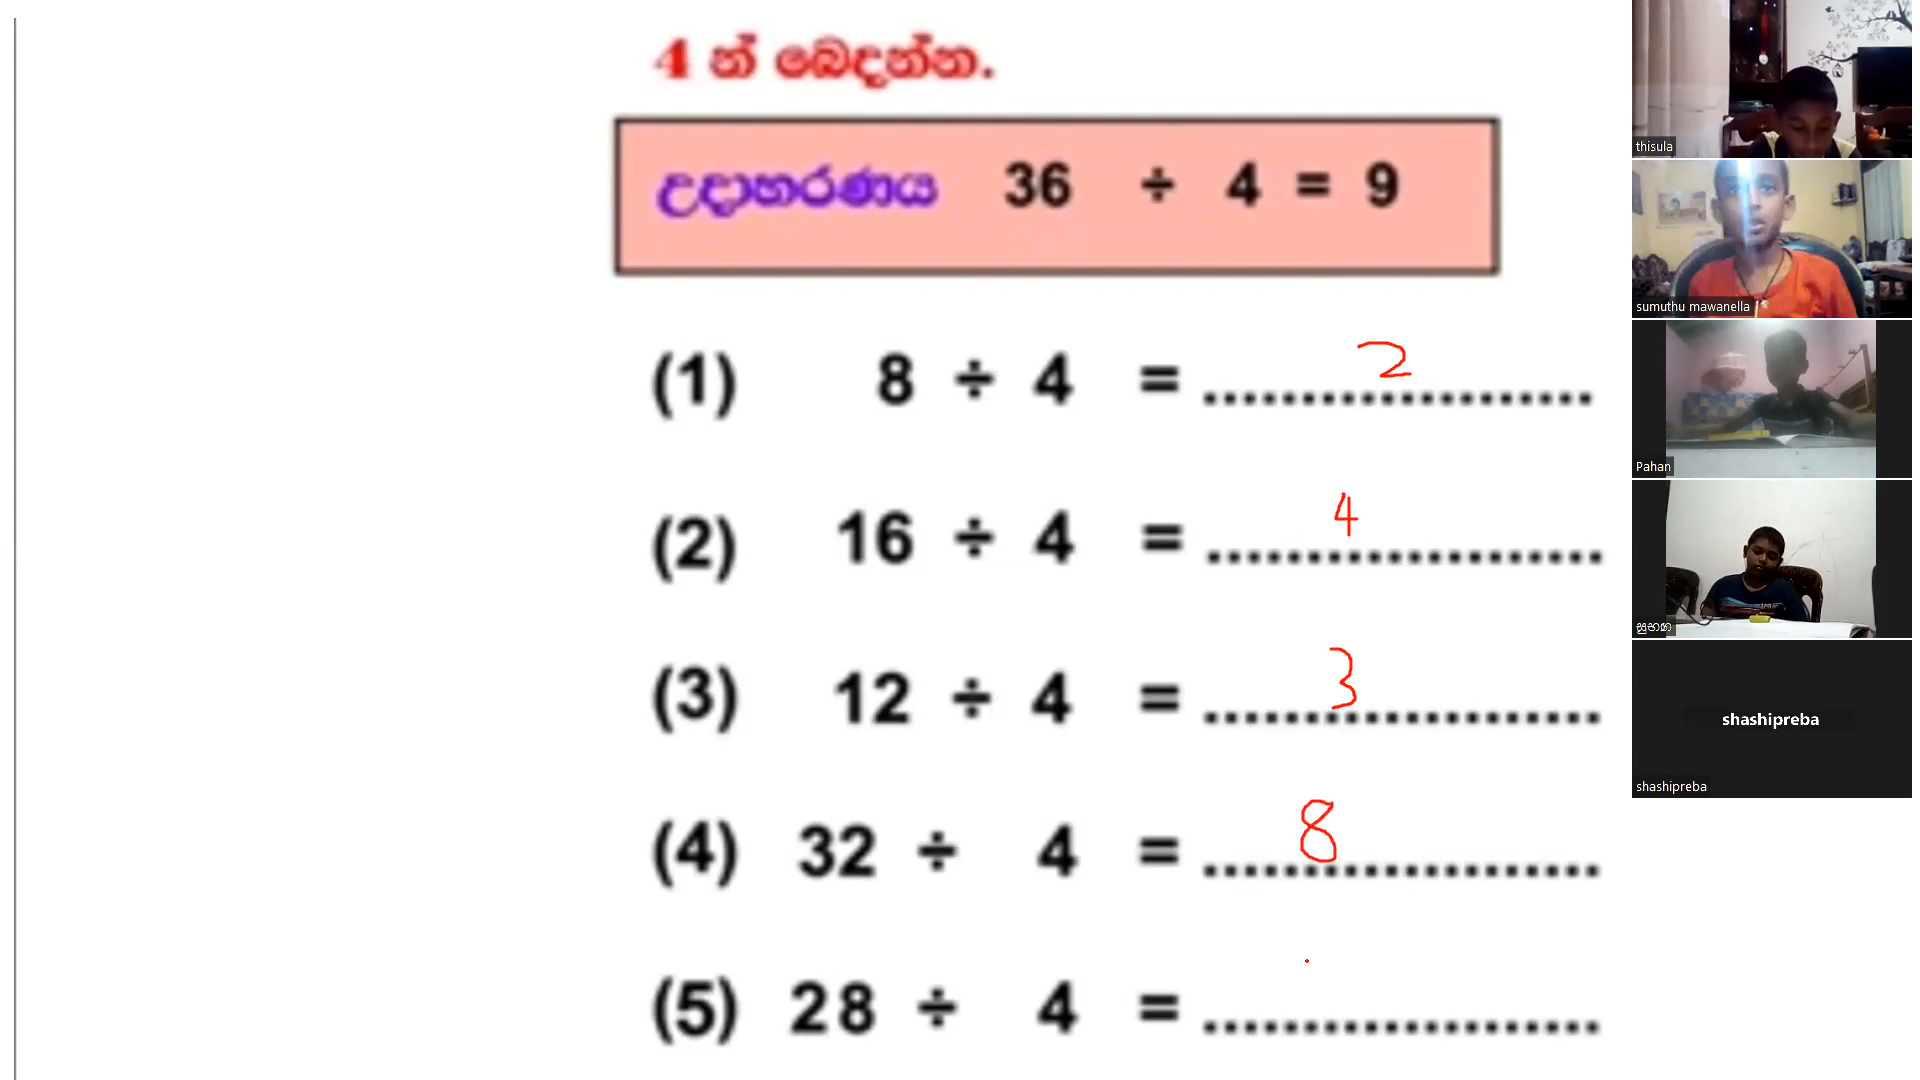 4 න් බෙදන්න.
උදාහරණය 36 ÷ 4 = 9
(1) 8 ÷ 4 = .................... 2
(2) 16 ÷ 4 = .................... 4
(3) 12 ÷ 4 = .................... 3
(4) 32 ÷ 4 = .................... 8
(5) 28 ÷ 4 = ....................
thisula
sumuthu mawanella
Pahan
shashipreba
shashipreba